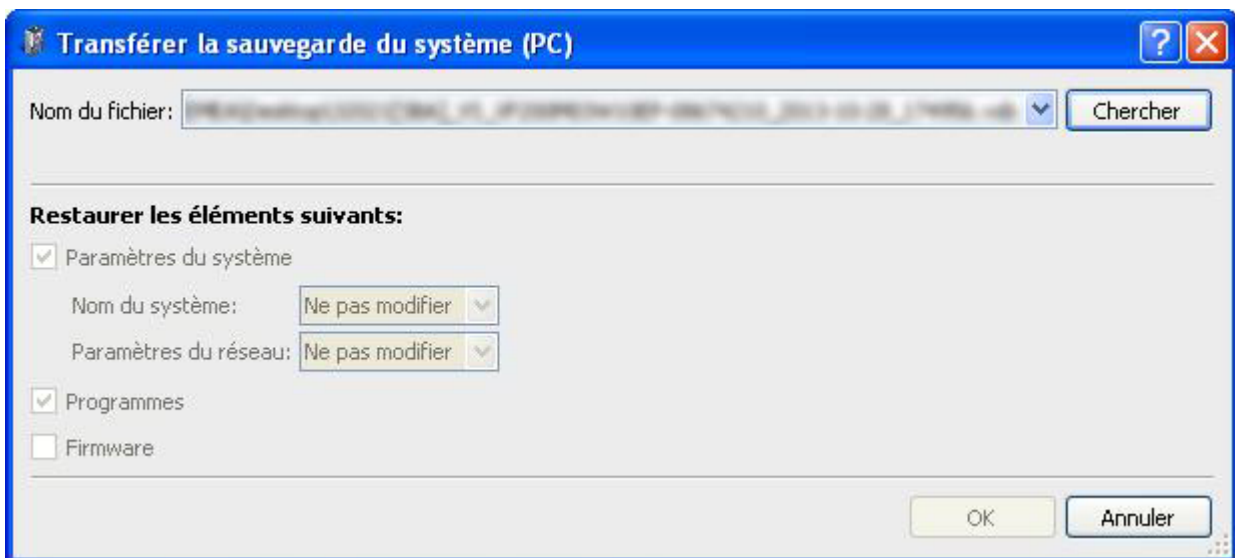 Transférer la sauvegarde du système (PC)
Nom du fichier: Chercher
Restaurer les éléments suivants:
Paramètres du système
Nom du système: Ne pas modifier
Paramètres du réseau: Ne pas modifier
Programmes
Firmware
OK Annuler